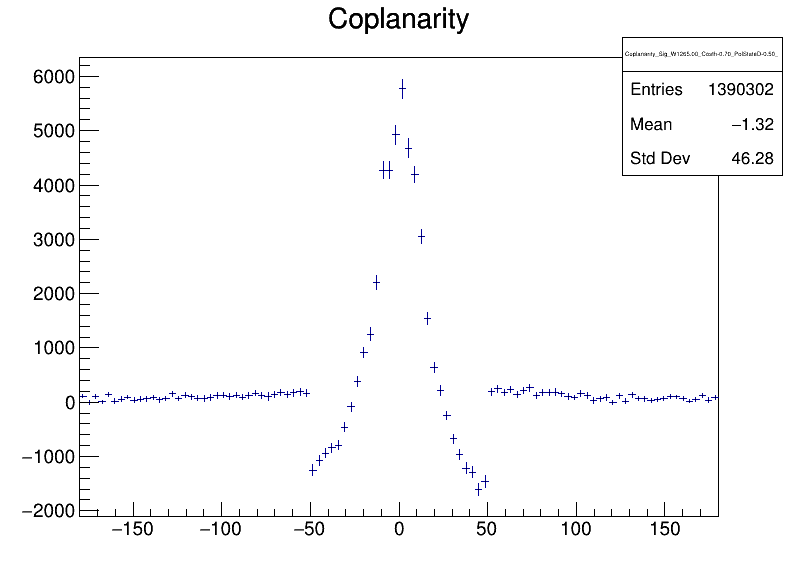 Coplanarity
Coplanarity_Sig_W1265.00_Costh-0.70_PolStateD-0.50_
Entries 1390302
Mean −1.32
Std Dev 46.28
6000
5000
4000
3000
2000
1000
0
−1000
−2000
−150 −100 −50 0 50 100 150